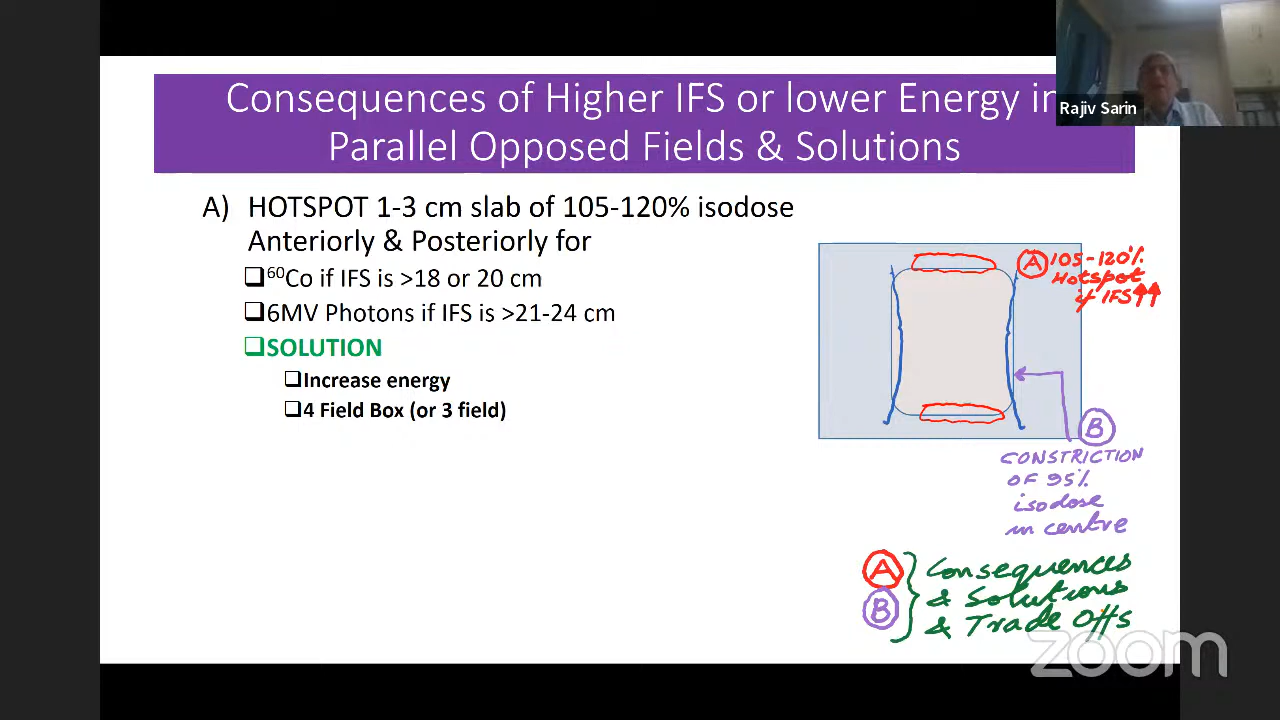 Rajiv Sarin
Consequences of Higher IFS or lower Energy in
Parallel Opposed Fields & Solutions
A) HOTSPOT 1-3 cm slab of 105-120% isodose
Anteriorly & Posteriorly for
❑⁶⁰Co if IFS is >18 or 20 cm
❑6MV Photons if IFS is >21-24 cm
❑SOLUTION
❑Increase energy
❑4 Field Box (or 3 field)
A 105-120%
Hotspot
if IFS ↑↑
B
CONSTRICTION
OF 95%
isodose
in centre
A
B
Consequences
& Solutions
& Trade Offs
zoom